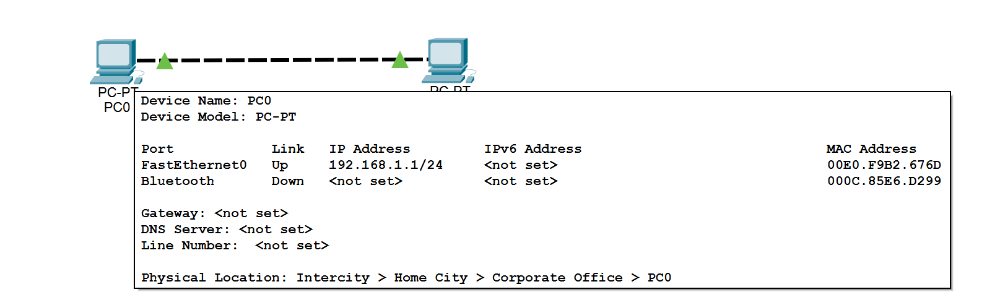 PC-PT
PC-PT
PC0
Device Name: PC0
Device Model: PC-PT
Port Link IP Address IPv6 Address MAC Address
FastEthernet0 Up 192.168.1.1/24 <not set> 00E0.F9B2.676D
Bluetooth Down <not set> <not set> 000C.85E6.D299
Gateway: <not set>
DNS Server: <not set>
Line Number: <not set>
Physical Location: Intercity > Home City > Corporate Office > PC0